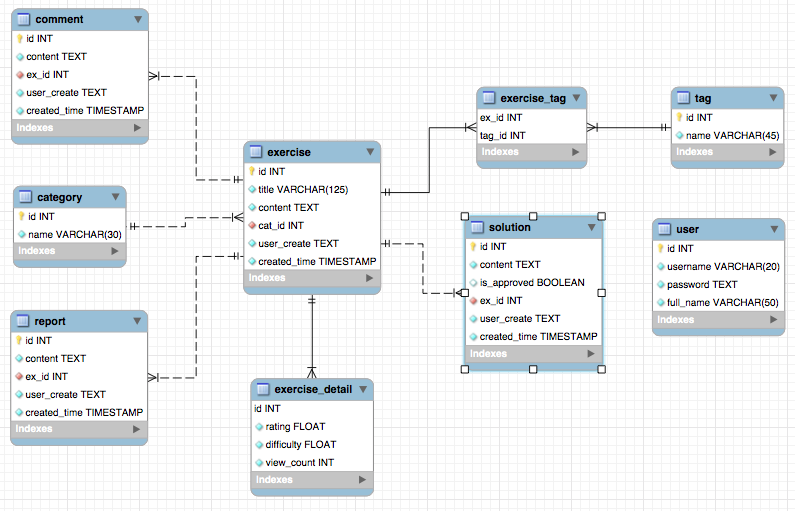 comment
id INT
content TEXT
ex_id INT
user_create TEXT
created_time TIMESTAMP
Indexes
category
id INT
name VARCHAR(30)
Indexes
report
id INT
content TEXT
ex_id INT
user_create TEXT
created_time TIMESTAMP
Indexes
exercise
id INT
title VARCHAR(125)
content TEXT
cat_id INT
user_create TEXT
created_time TIMESTAMP
Indexes
exercise_detail
id INT
rating FLOAT
difficulty FLOAT
view_count INT
Indexes
exercise_tag
ex_id INT
tag_id INT
Indexes
tag
id INT
name VARCHAR(45)
Indexes
solution
id INT
content TEXT
is_approved BOOLEAN
ex_id INT
user_create TEXT
created_time TIMESTAMP
Indexes
user
id INT
username VARCHAR(20)
password TEXT
full_name VARCHAR(50)
Indexes